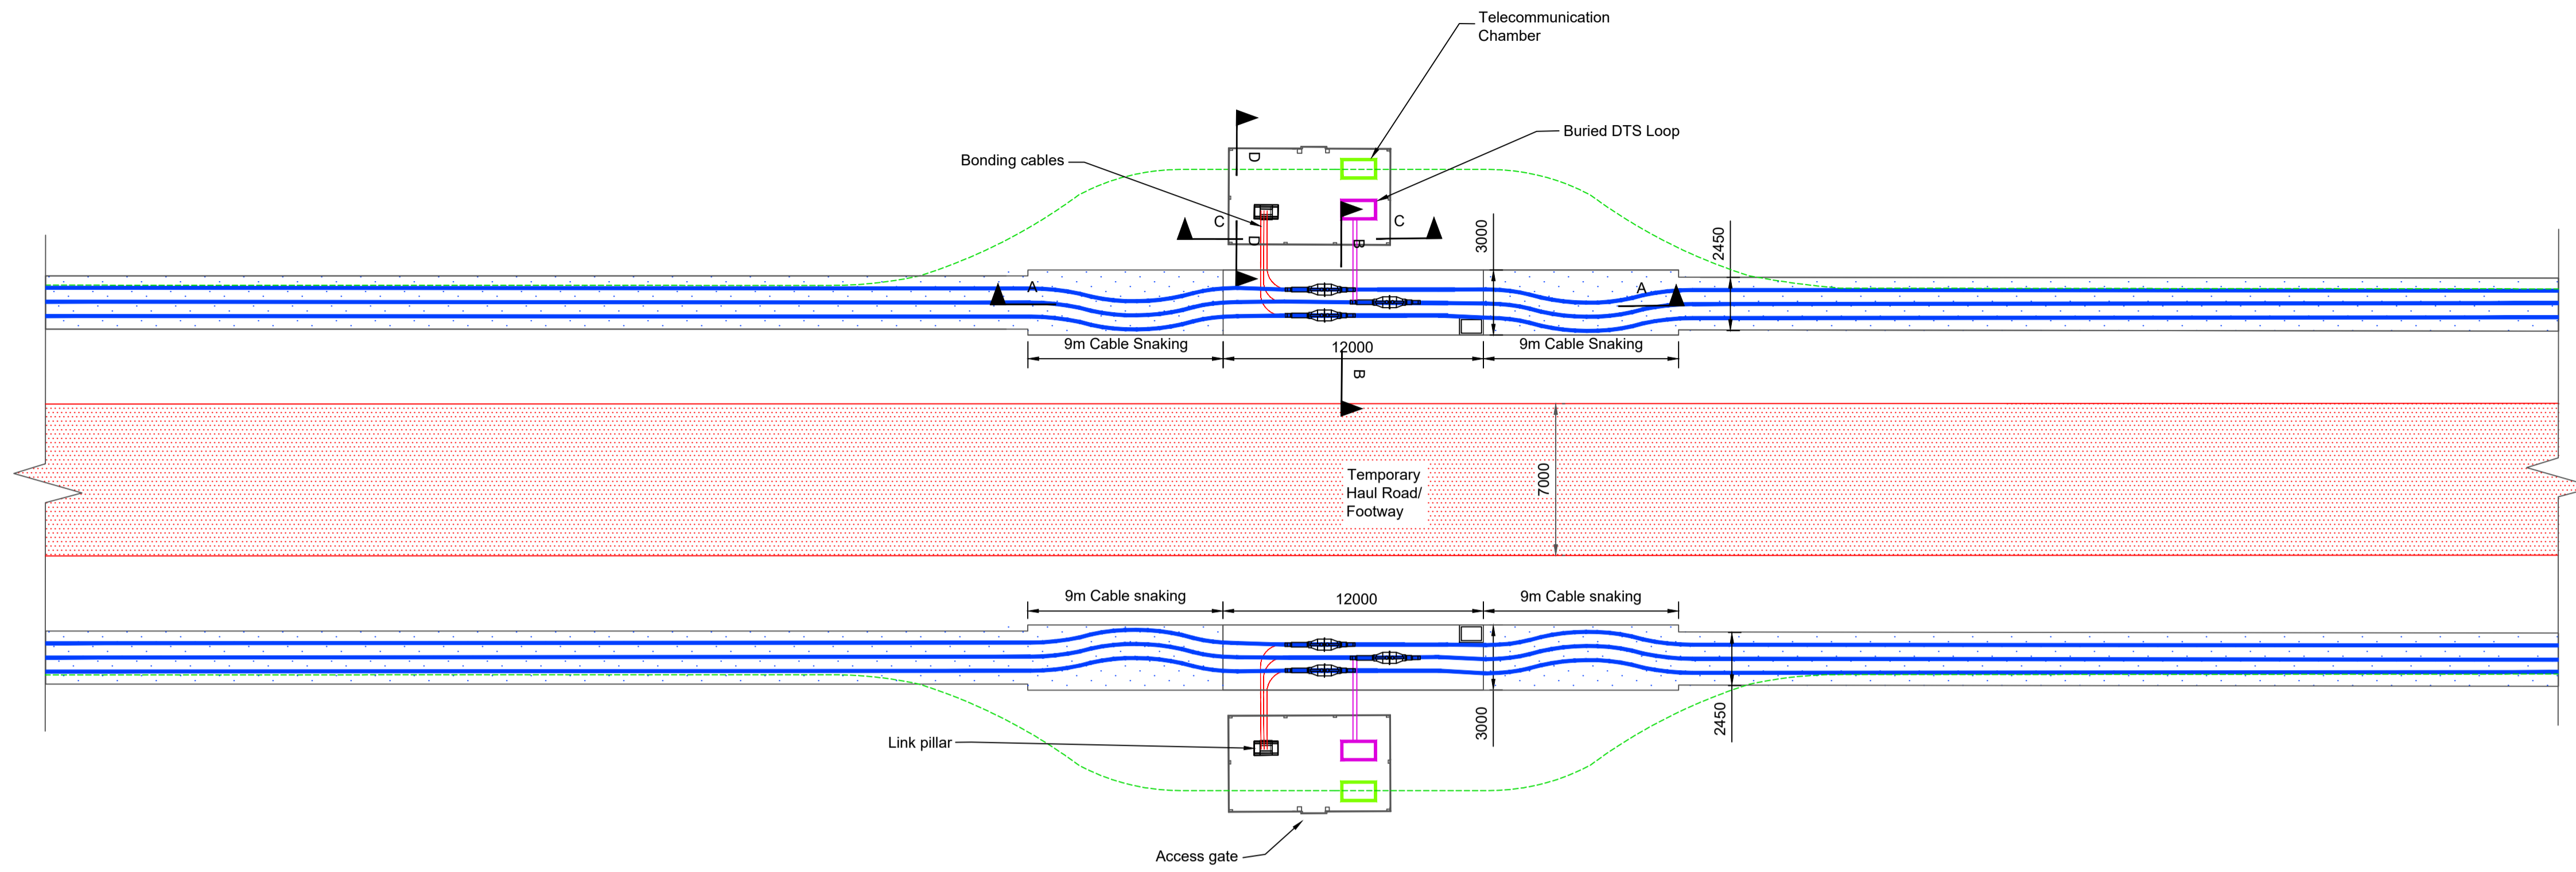 Telecommunication
Chamber
Buried DTS Loop
Bonding cables
D
C
D
B
C
3000
2450
A
A
9m Cable Snaking
12000
9m Cable Snaking
B
Temporary
Haul Road/
Footway
7000
9m Cable snaking
12000
9m Cable snaking
3000
2450
Link pillar
Access gate